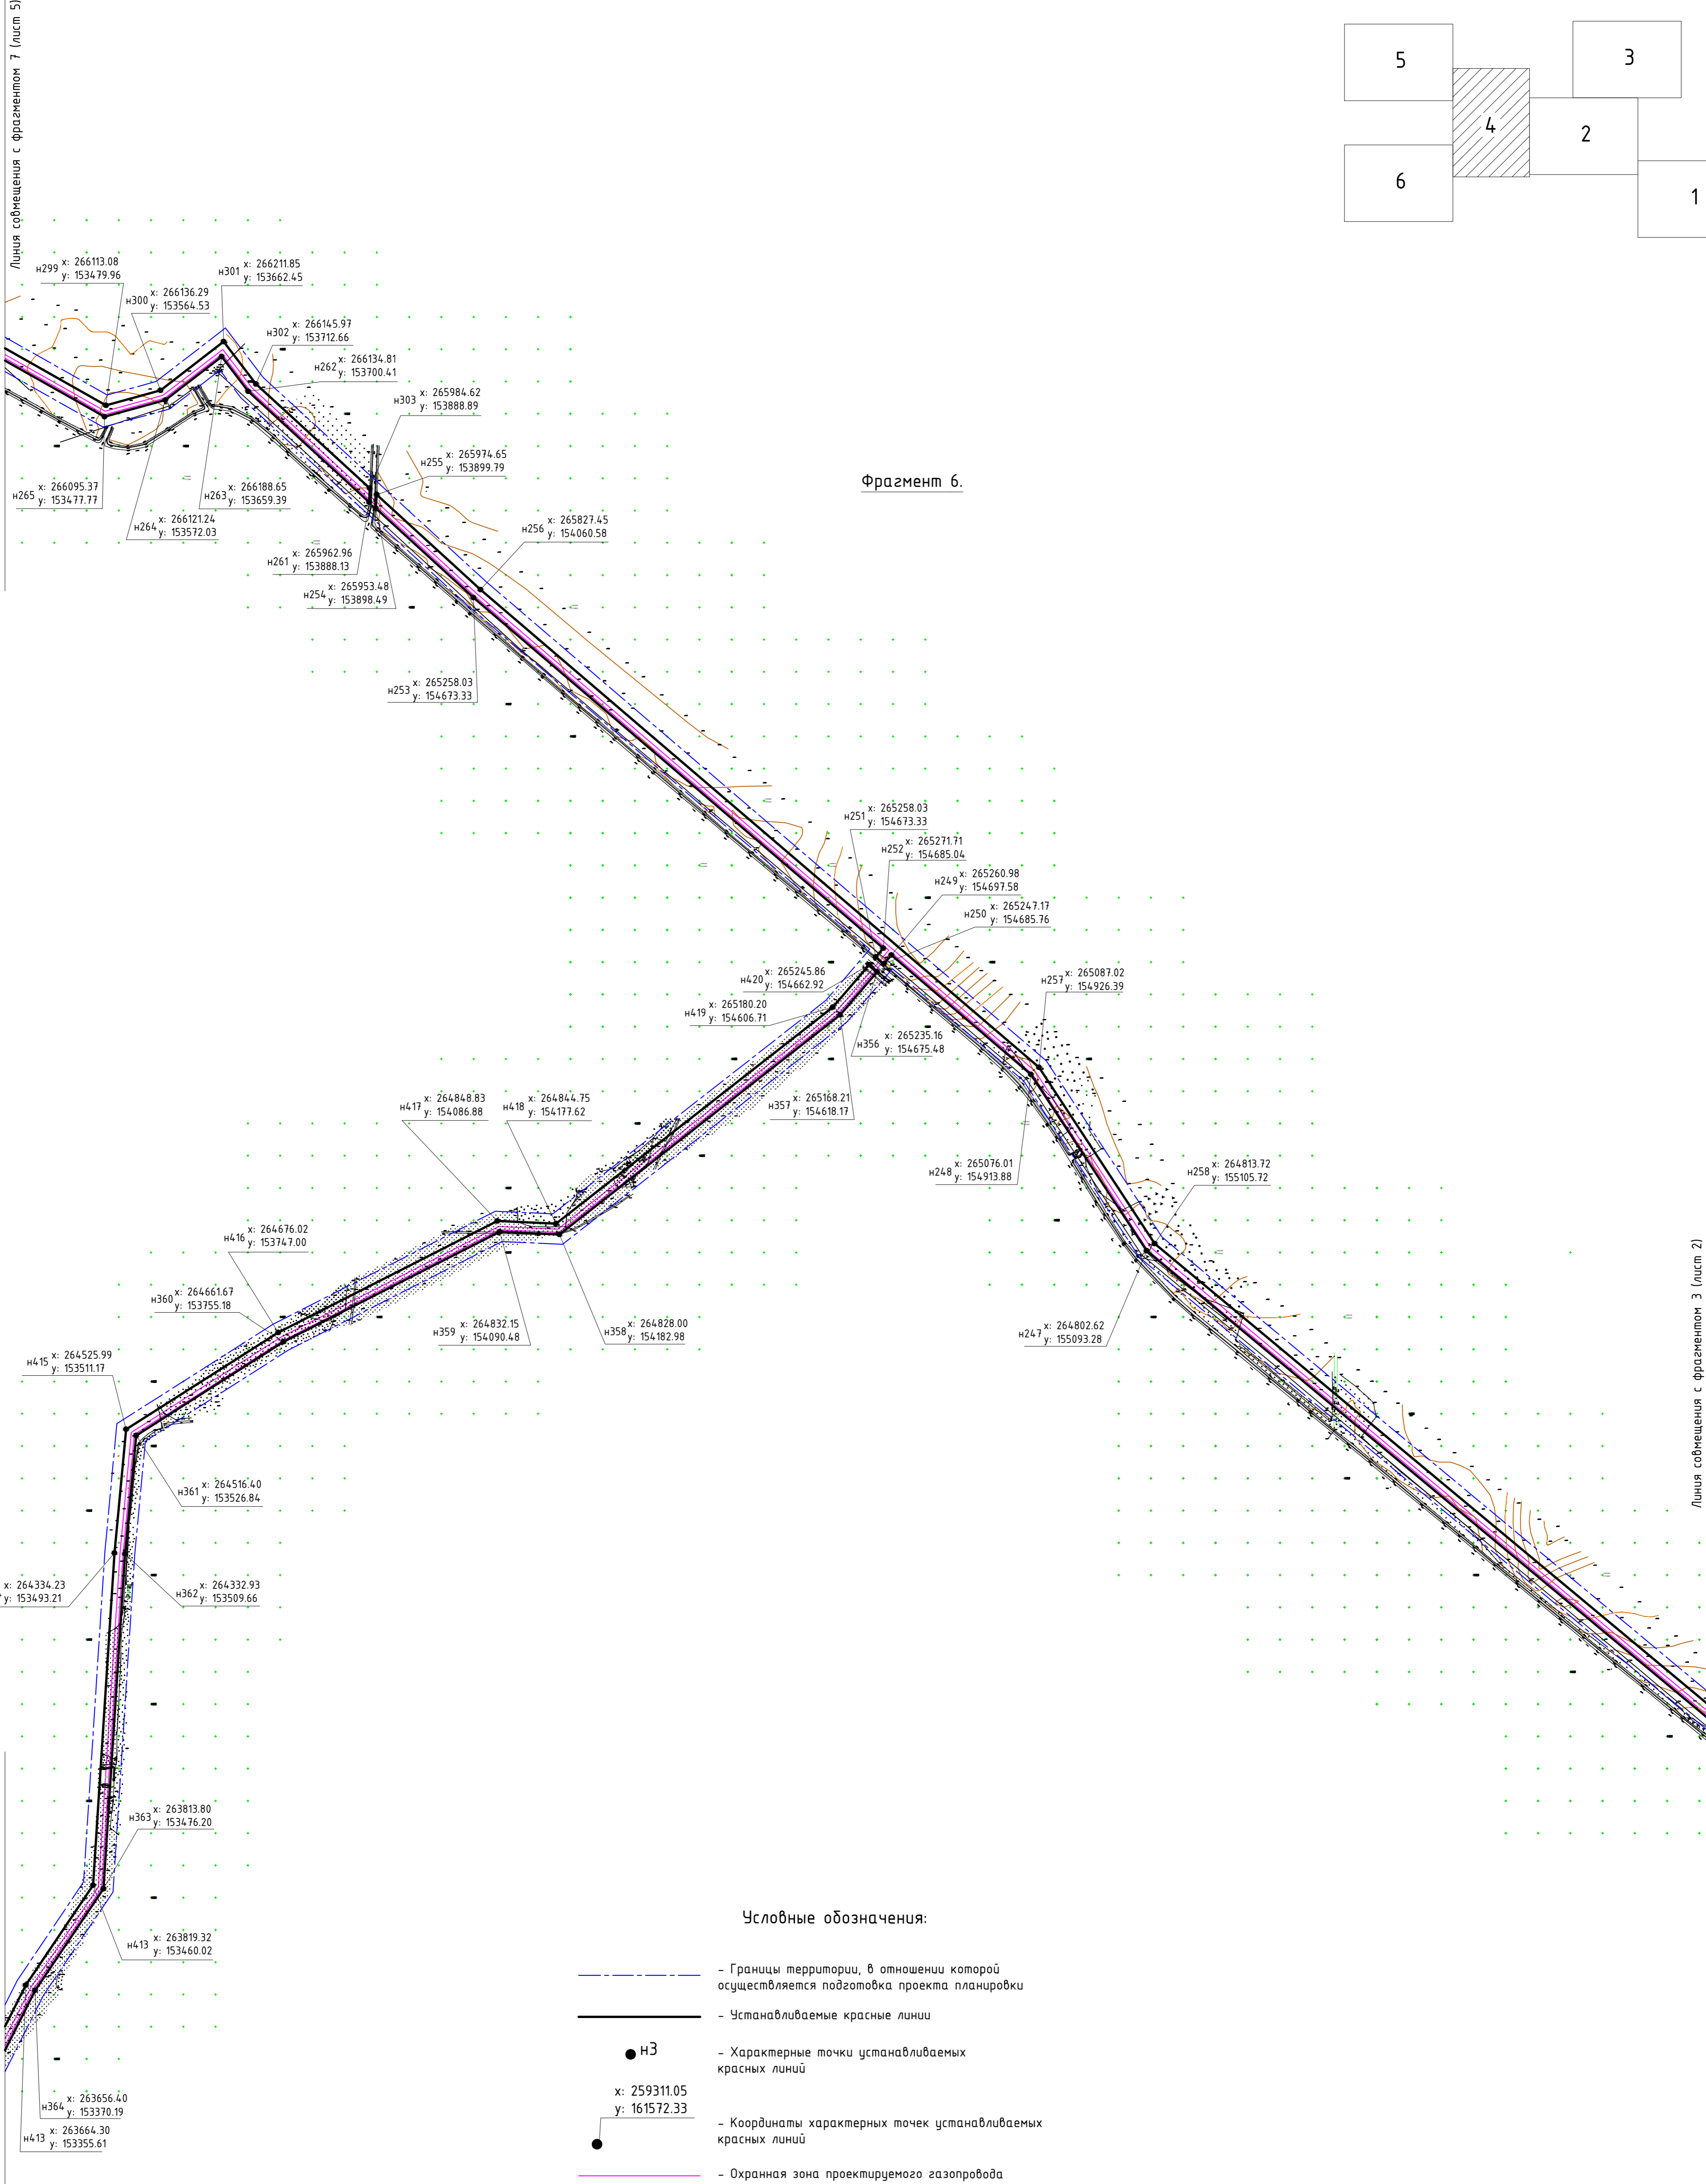 Линия совмещения с фрагментом 7 (лист 5)
5
3
4
2
6
1
н299 x: 266113.08
y: 153479.96
н301 x: 266211.85
y: 153662.45
н300 x: 266136.29
y: 153564.53
н302 x: 266145.97
y: 153712.66
н262 x: 266134.81
y: 153700.41
н303 x: 265984.62
y: 153888.89
н255 x: 265974.65
y: 153899.79
Фрагмент 6.
н265 x: 266095.37
y: 153477.77
н263 x: 266188.65
y: 153659.39
н264 x: 266121.24
y: 153572.03
н256 x: 265827.45
y: 154060.58
н261 x: 265962.96
y: 153888.13
н254 x: 265953.48
y: 153898.49
н253 x: 265258.03
y: 154673.33
н251 x: 265258.03
y: 154673.33
н252 x: 265271.71
y: 154685.04
н249 x: 265260.98
y: 154697.58
н250 x: 265247.17
y: 154685.76
н420 x: 265245.86
y: 154662.92
н257 x: 265087.02
y: 154926.39
н419 x: 265180.20
y: 154606.71
н356 x: 265235.16
y: 154675.48
н417 x: 264848.83
y: 154086.88
н418 x: 264844.75
y: 154177.62
н357 x: 265168.21
y: 154618.17
н248 x: 265076.01
y: 154913.88
н258 x: 264813.72
y: 155105.72
н416 x: 264676.02
y: 153747.00
н360 x: 264661.67
y: 153755.18
н359 x: 264832.15
y: 154090.48
н358 x: 264828.00
y: 154182.98
н247 x: 264802.62
y: 155093.28
Линия совмещения с фрагментом 3 (лист 2)
н415 x: 264525.99
y: 153511.17
н361 x: 264516.40
y: 153526.84
x: 264334.23
y: 153493.21
н362 x: 264332.93
y: 153509.66
н363 x: 263813.80
y: 153476.20
н413 x: 263819.32
y: 153460.02
н364 x: 263656.40
y: 153370.19
н413 x: 263664.30
y: 153355.61
Условные обозначения:
- Границы территории, в отношении которой
осуществляется подготовка проекта планировки
- Устанавливаемые красные линии
н3
- Характерные точки устанавливаемых
красных линий
x: 259311.05
y: 161572.33
- Координаты характерных точек устанавливаемых
красных линий
- Охранная зона проектируемого газопровода